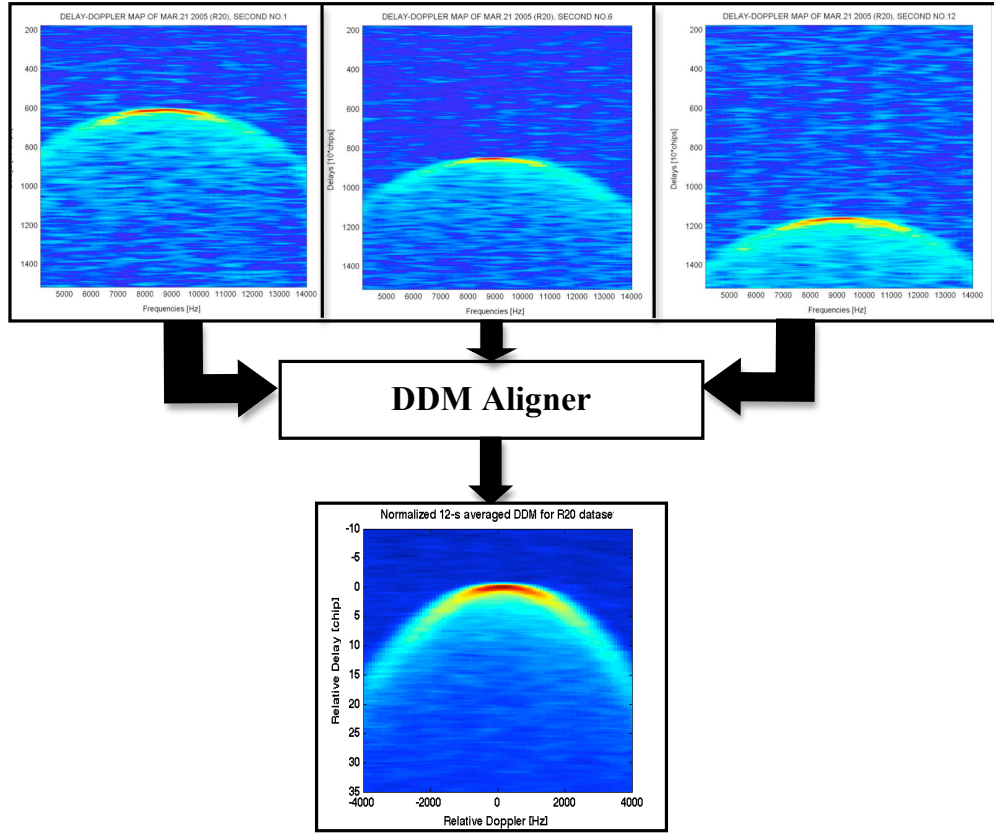 DELAY-DOPPLER MAP OF MAR.21 2005 (R20), SECOND NO.1
200
400
600
800
1000
1200
1400
5000 6000 7000 8000 9000 10000 11000 12000 13000 14000
Frequencies [Hz]
DELAY-DOPPLER MAP OF MAR.21 2005 (R20), SECOND NO.6
Delays [10*chips]
200
400
600
800
1000
1200
1400
5000 6000 7000 8000 9000 10000 11000 12000 13000 14000
Frequencies [Hz]
DELAY-DOPPLER MAP OF MAR.21 2005 (R20), SECOND NO.12
Delays [10*chips]
200
400
600
800
1000
1200
1400
5000 6000 7000 8000 9000 10000 11000 12000 13000 14000
Frequencies [Hz]
DDM Aligner
Normalized 12-s averaged DDM for R20 datase
Relative Delay [chip]
-10
-5
0
5
10
15
20
25
30
35
-4000 -2000 0 2000 4000
Relative Doppler [Hz]